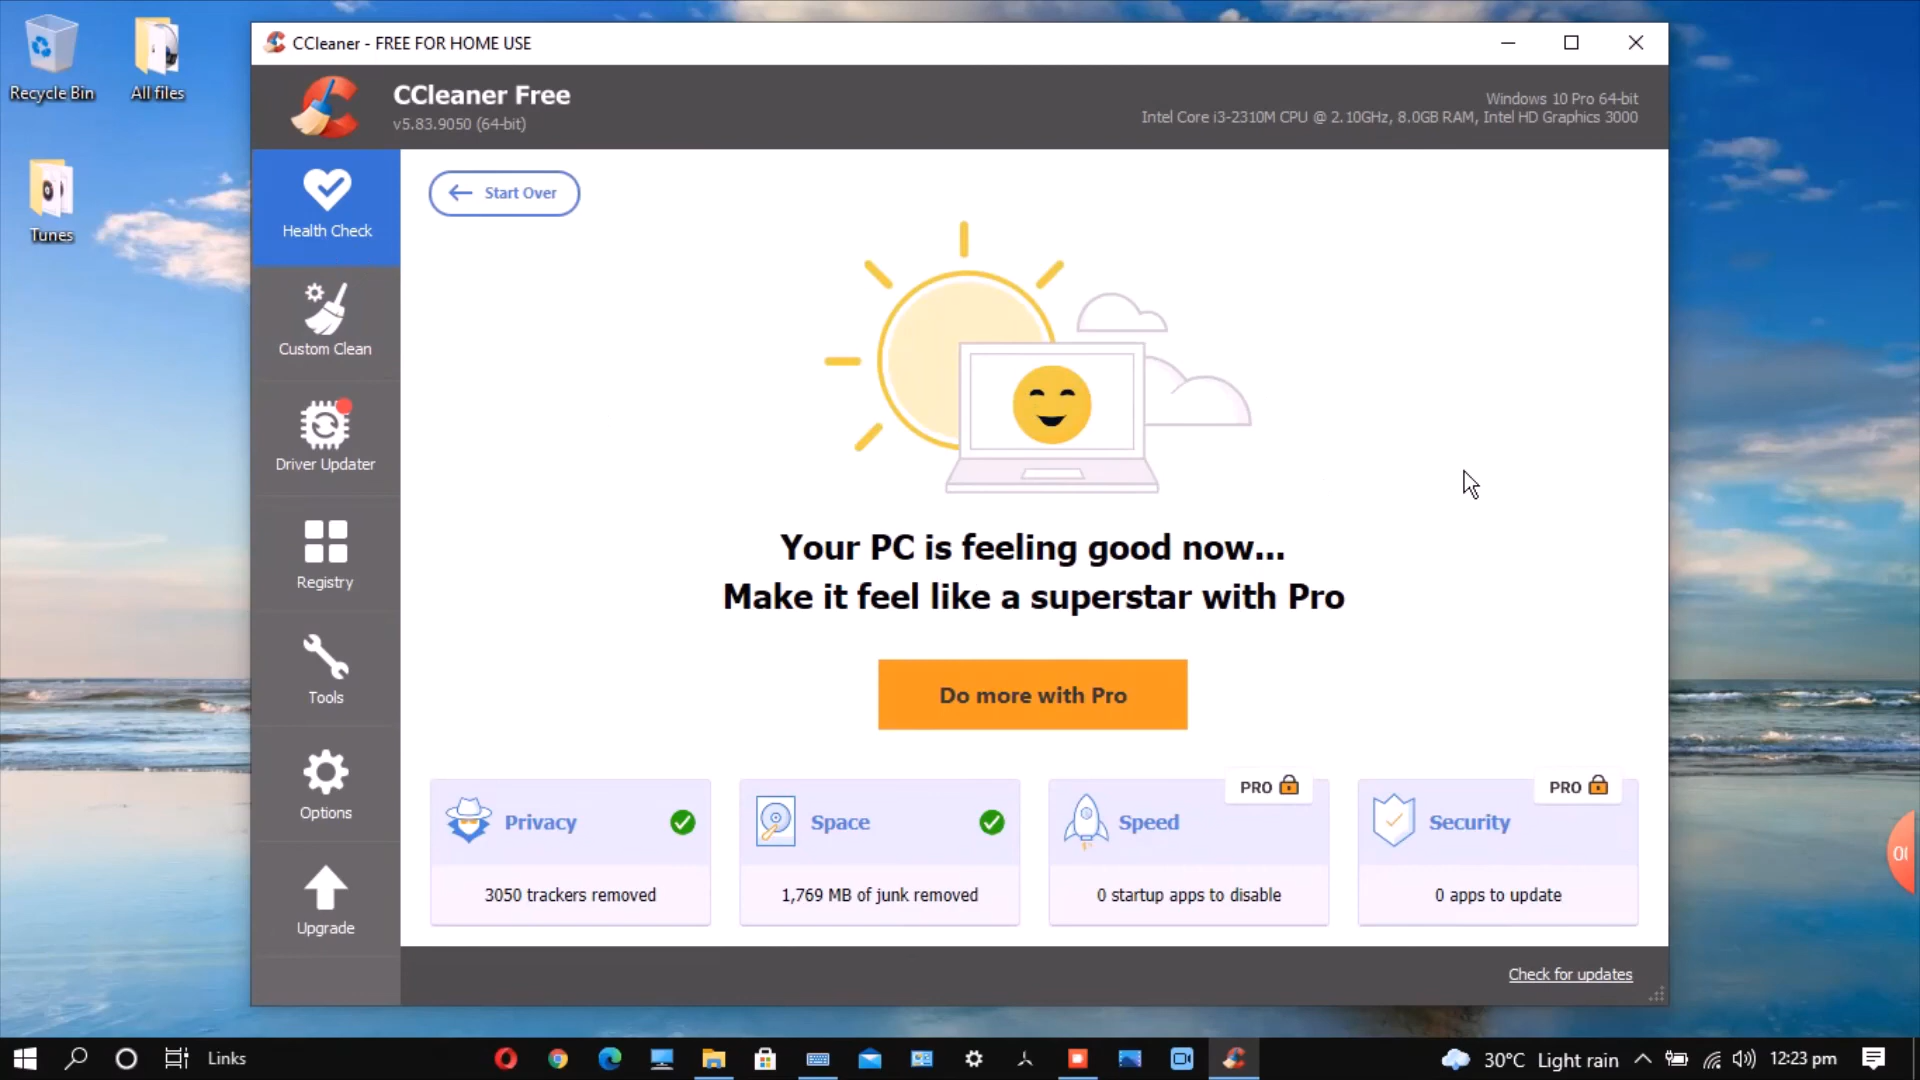 Recycle Bin
All files
Tunes
CCleaner - FREE FOR HOME USE
CCleaner Free
v5.83.9050 (64-bit)
Windows 10 Pro 64-bit
Intel Core i3-2310M CPU @ 2.10GHz, 8.0GB RAM, Intel HD Graphics 3000
Health Check
Custom Clean
Driver Updater
Registry
Tools
Options
Upgrade
Start Over
Your PC is feeling good now...
Make it feel like a superstar with Pro
Do more with Pro
Privacy
3050 trackers removed
Space
1,769 MB of junk removed
PRO
Speed
0 startup apps to disable
PRO
Security
0 apps to update
Check for updates
Links
30°C Light rain
12:23 pm